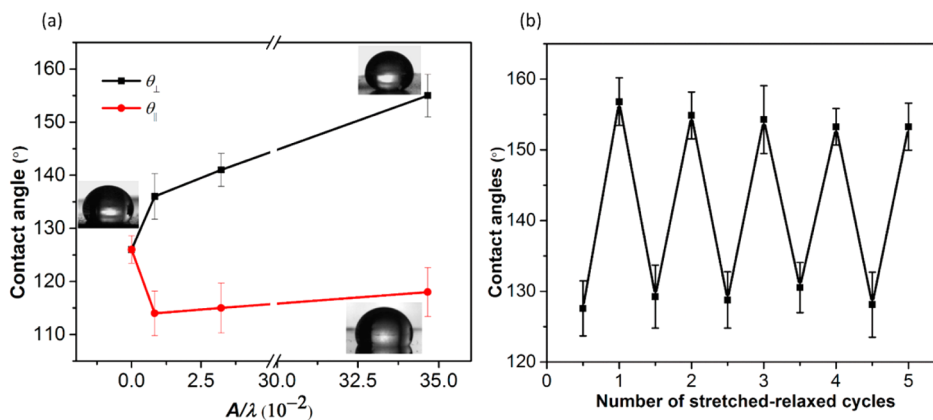 (a)
160
150
140
130
120
110
Contact angle (°)
θ⊥
θ∥
0.0 2.5 30.0 32.5 35.0
A/λ (10⁻²)
(b)
160
150
140
130
120
Contact angles (°)
0 1 2 3 4 5
Number of stretched-relaxed cycles